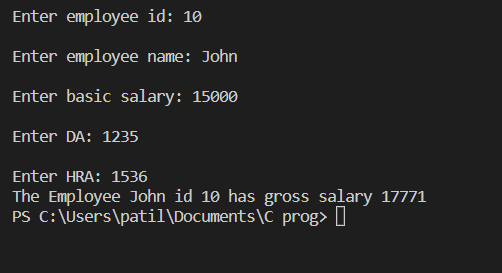 Enter employee id: 10
Enter employee name: John
Enter basic salary: 15000
Enter DA: 1235
Enter HRA: 1536
The Employee John id 10 has gross salary 17771
PS C:\Users\patil\Documents\C prog>